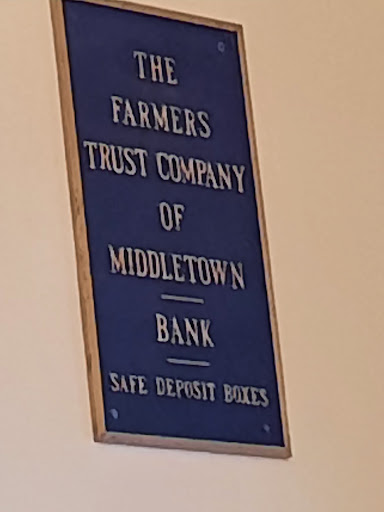 THE
FARMERS
TRUST COMPANY
OF
MIDDLETOWN
BANK
SAFE DEPOSIT BOXES